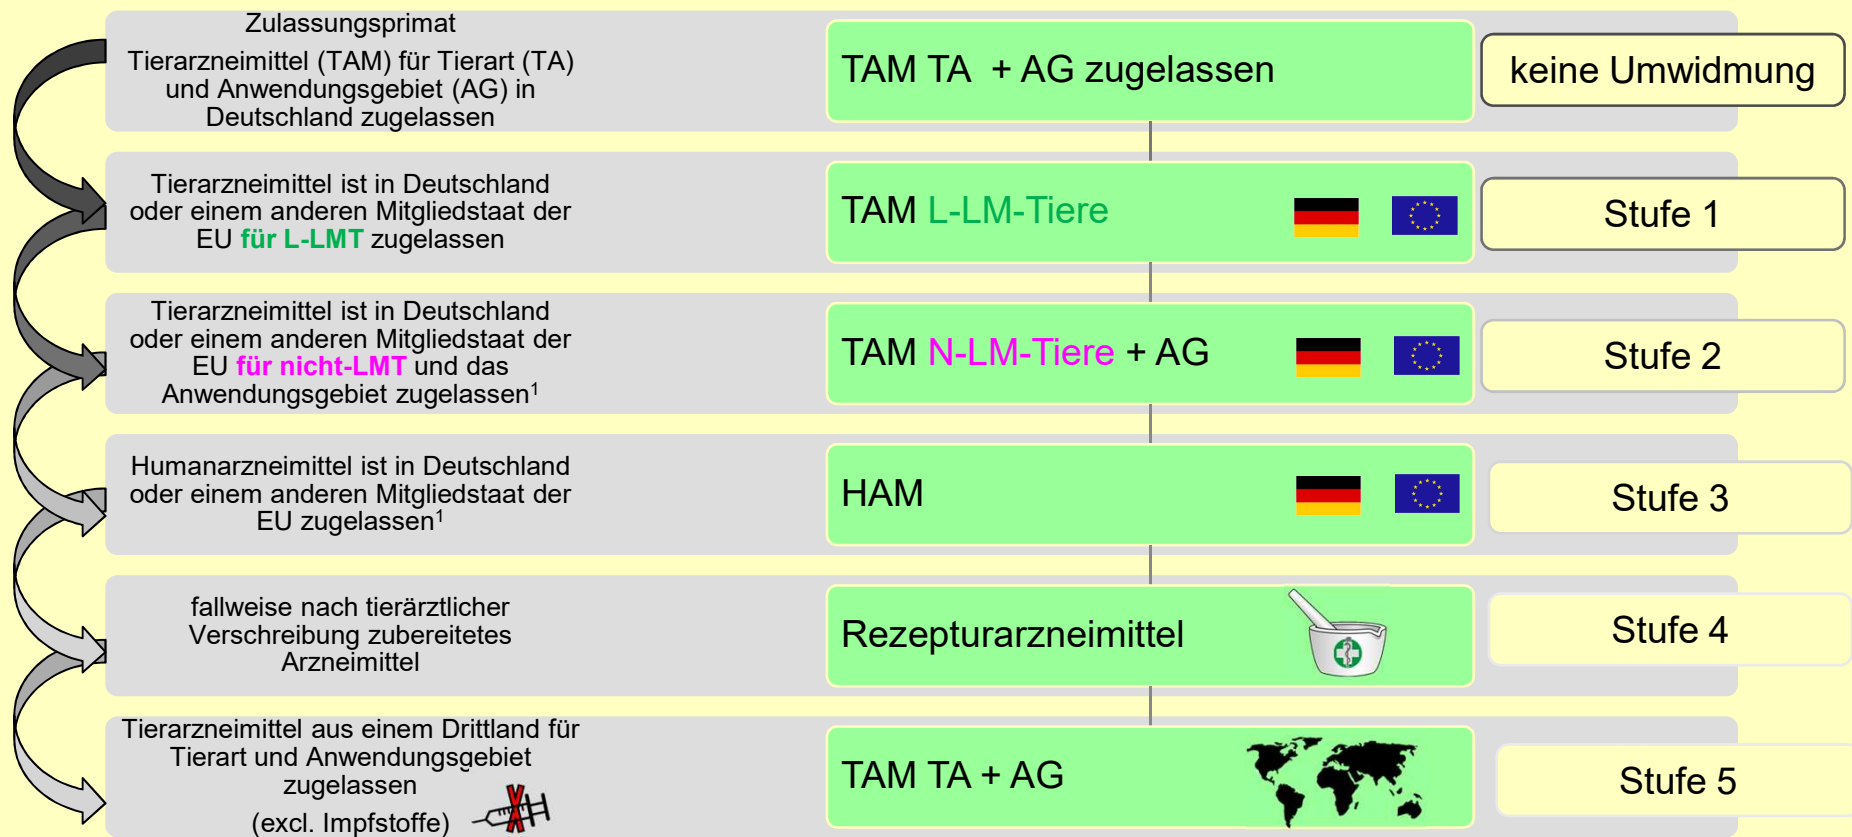 Zulassungsprimat
Tierarzneimittel (TAM) für Tierart (TA)
und Anwendungsgebiet (AG) in
Deutschland zugelassen
TAM TA + AG zugelassen
keine Umwidmung
Tierarzneimittel ist in Deutschland
oder einem anderen Mitgliedstaat der
EU für L-LMT zugelassen
TAM L-LM-Tiere
Stufe 1
Tierarzneimittel ist in Deutschland
oder einem anderen Mitgliedstaat der
EU für nicht-LMT und das
Anwendungsgebiet zugelassen¹
TAM N-LM-Tiere + AG
Stufe 2
Humanarzneimittel ist in Deutschland
oder einem anderen Mitgliedstaat der
EU zugelassen¹
HAM
Stufe 3
fallweise nach tierärztlicher
Verschreibung zubereitetes
Arzneimittel
Rezepturarzneimittel
Stufe 4
Tierarzneimittel aus einem Drittland für
Tierart und Anwendungsgebiet
zugelassen
(excl. Impfstoffe)
TAM TA + AG
Stufe 5